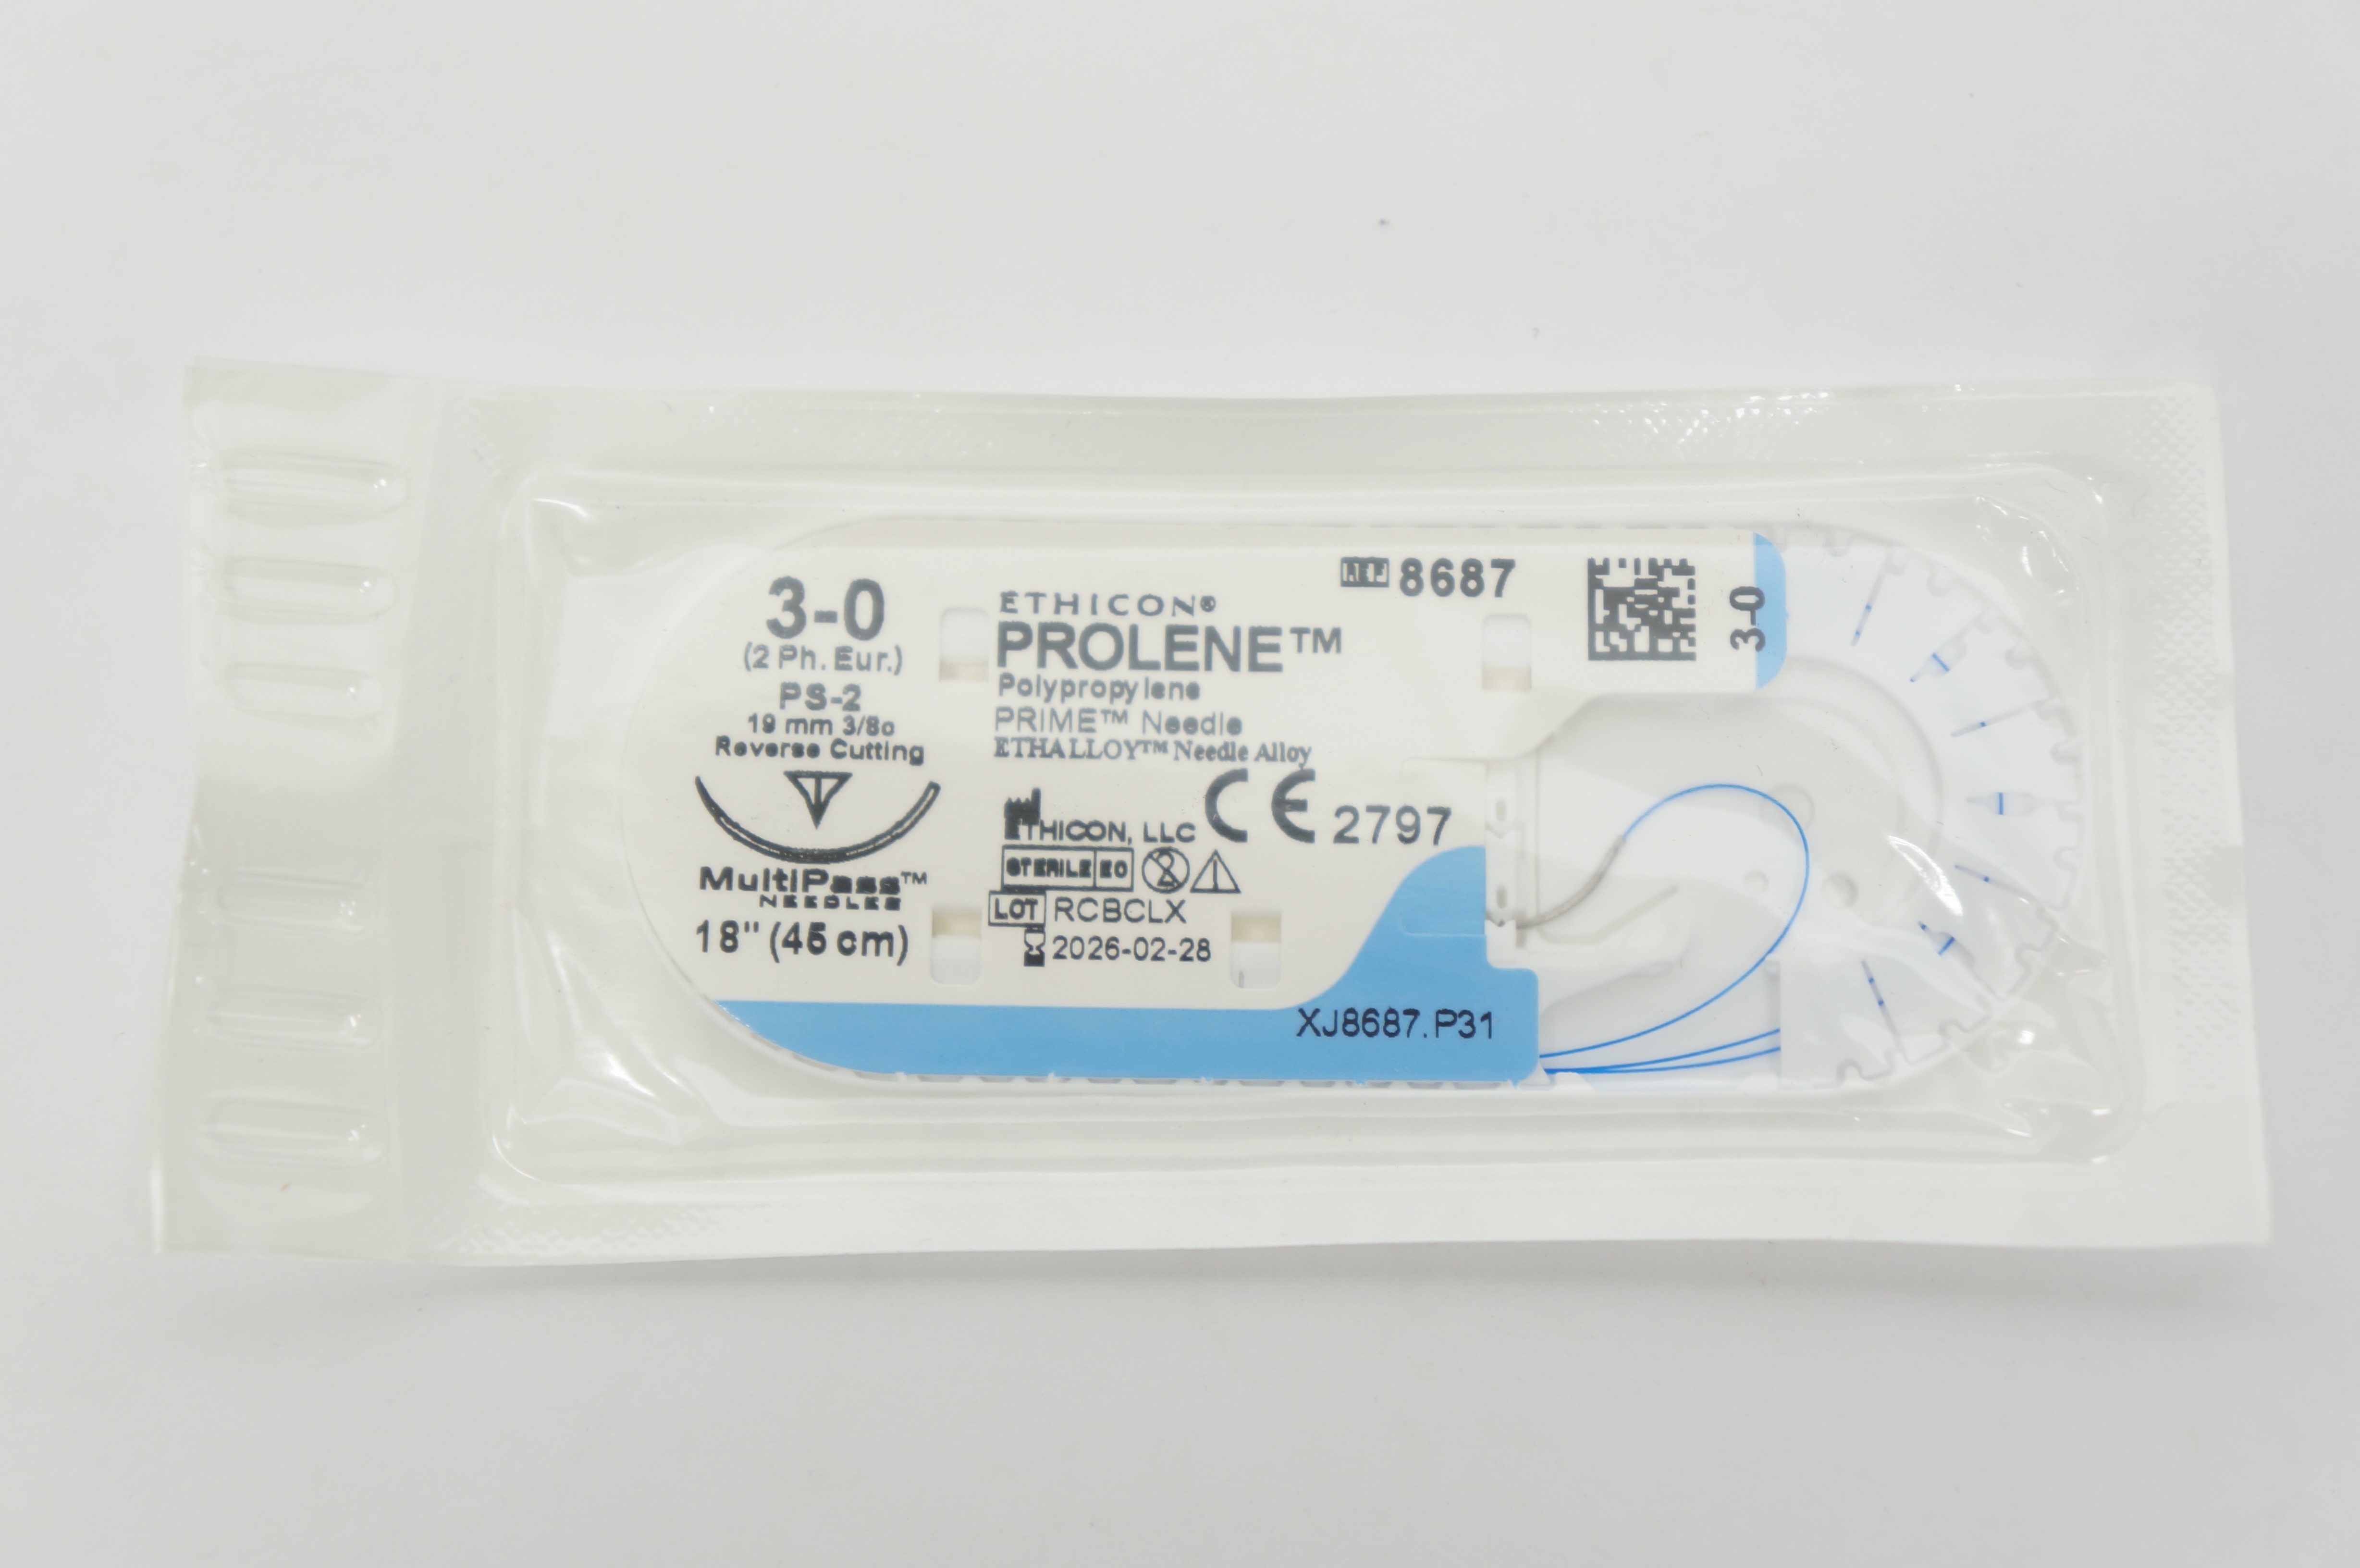 3-0
(2 Ph. Eur.)
PS-2
19 mm 3/8c
Reverse Cutting
MultiPass™
NEEDLES
18" (45 cm)
REF 8687
ETHICON®
PROLENE™
Polypropylene
PRIME™ Needle
ETHALLOY™ Needle Alloy
ETHICON, LLC CE 2797
STERILE EO 2
LOT RCBCLX
2026-02-28
XJ8687.P31
3-0